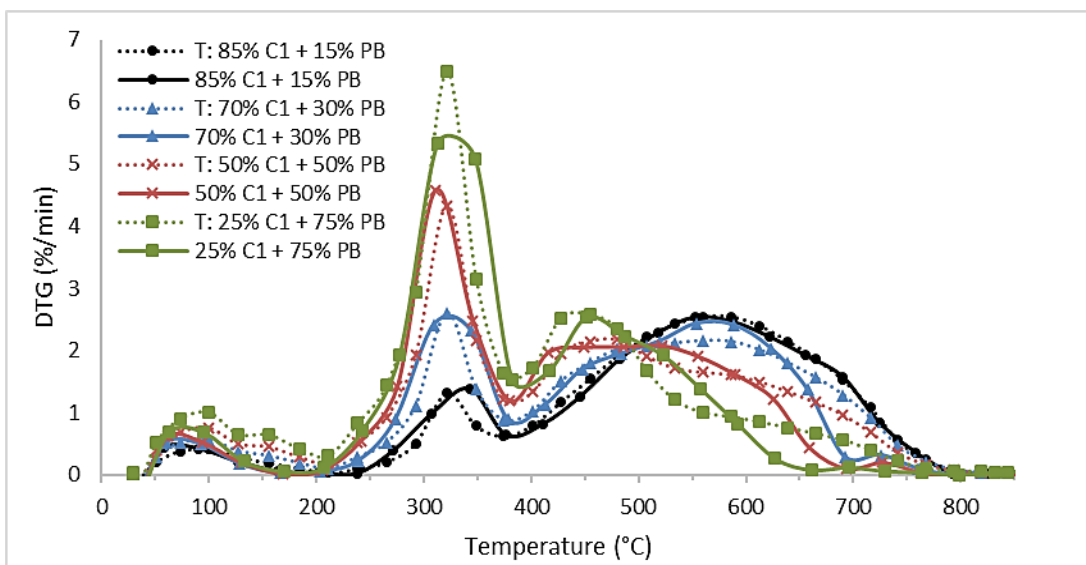 7
6
5
4
3
2
1
0
DTG (%/min)
T: 85% C1 + 15% PB
85% C1 + 15% PB
T: 70% C1 + 30% PB
70% C1 + 30% PB
T: 50% C1 + 50% PB
50% C1 + 50% PB
T: 25% C1 + 75% PB
25% C1 + 75% PB
0 100 200 300 400 500 600 700 800
Temperature (°C)